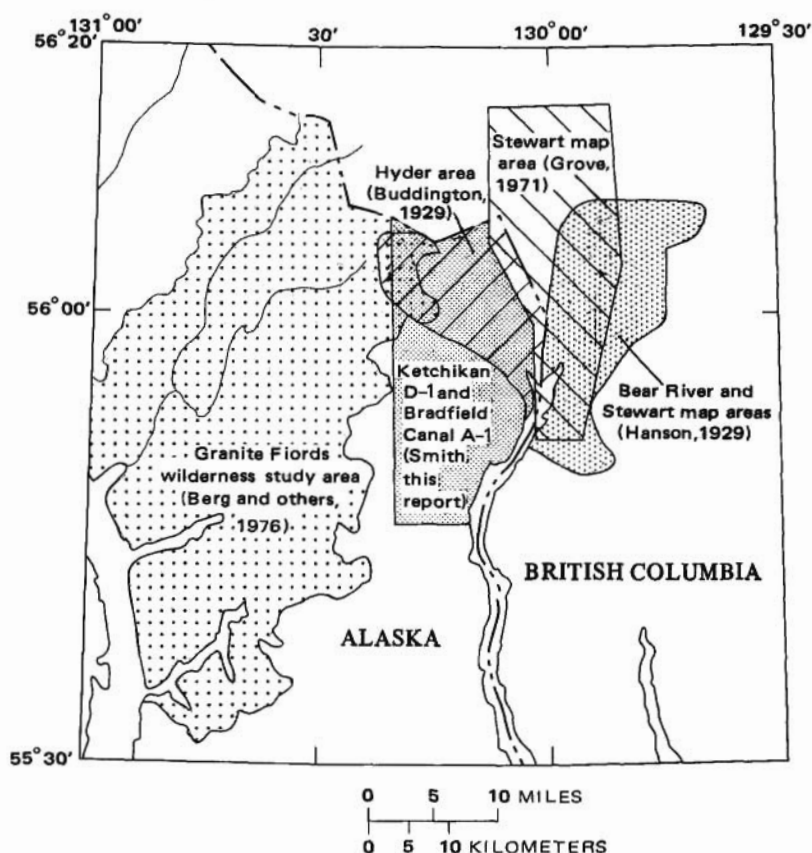 131°00′
30′
130°00′
129°30′
56°20′
Stewart map
area (Grove,
1971)
Hyder area
(Buddington,
1929)
56°00′
Ketchikan
D-1 and
Bradfield
Canal A-1
(Smith,
this
report)
Bear River and
Stewart map areas
(Hanson, 1929)
Granite Fiords
wilderness study area
(Berg and others,
1976)
BRITISH COLUMBIA
ALASKA
55°30′
0 5 10 MILES
0 5 10 KILOMETERS